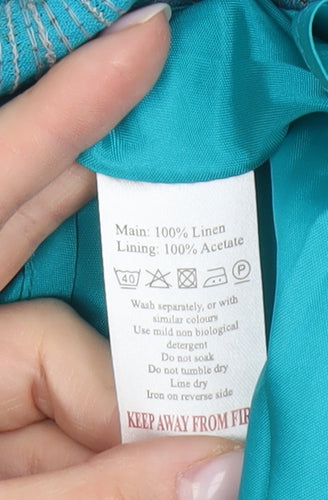 Main: 100% Linen
Lining: 100% Acetate
40 P
Wash separately, or with
similar colours
Use mild non biological
detergent
Do not soak
Do not tumble dry
Line dry
Iron on reverse side
KEEP AWAY FROM FIR